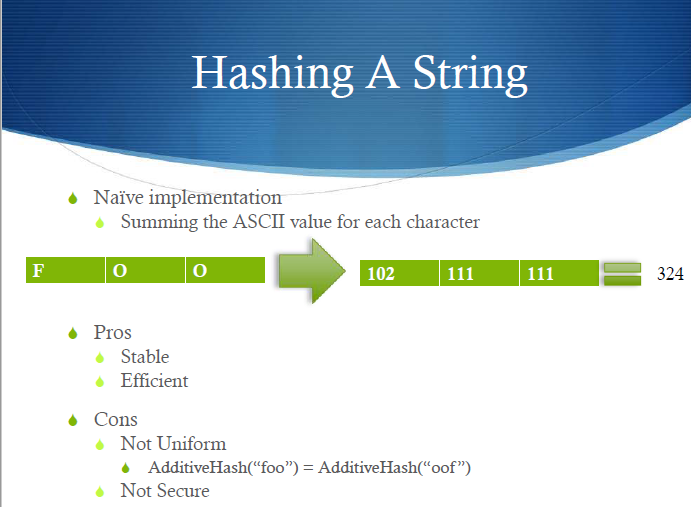 Hashing A String
Naïve implementation
Summing the ASCII value for each character
F O O 102 111 111 324
Pros
Stable
Efficient
Cons
Not Uniform
AdditiveHash(“foo”) = AdditiveHash(“oof”)
Not Secure